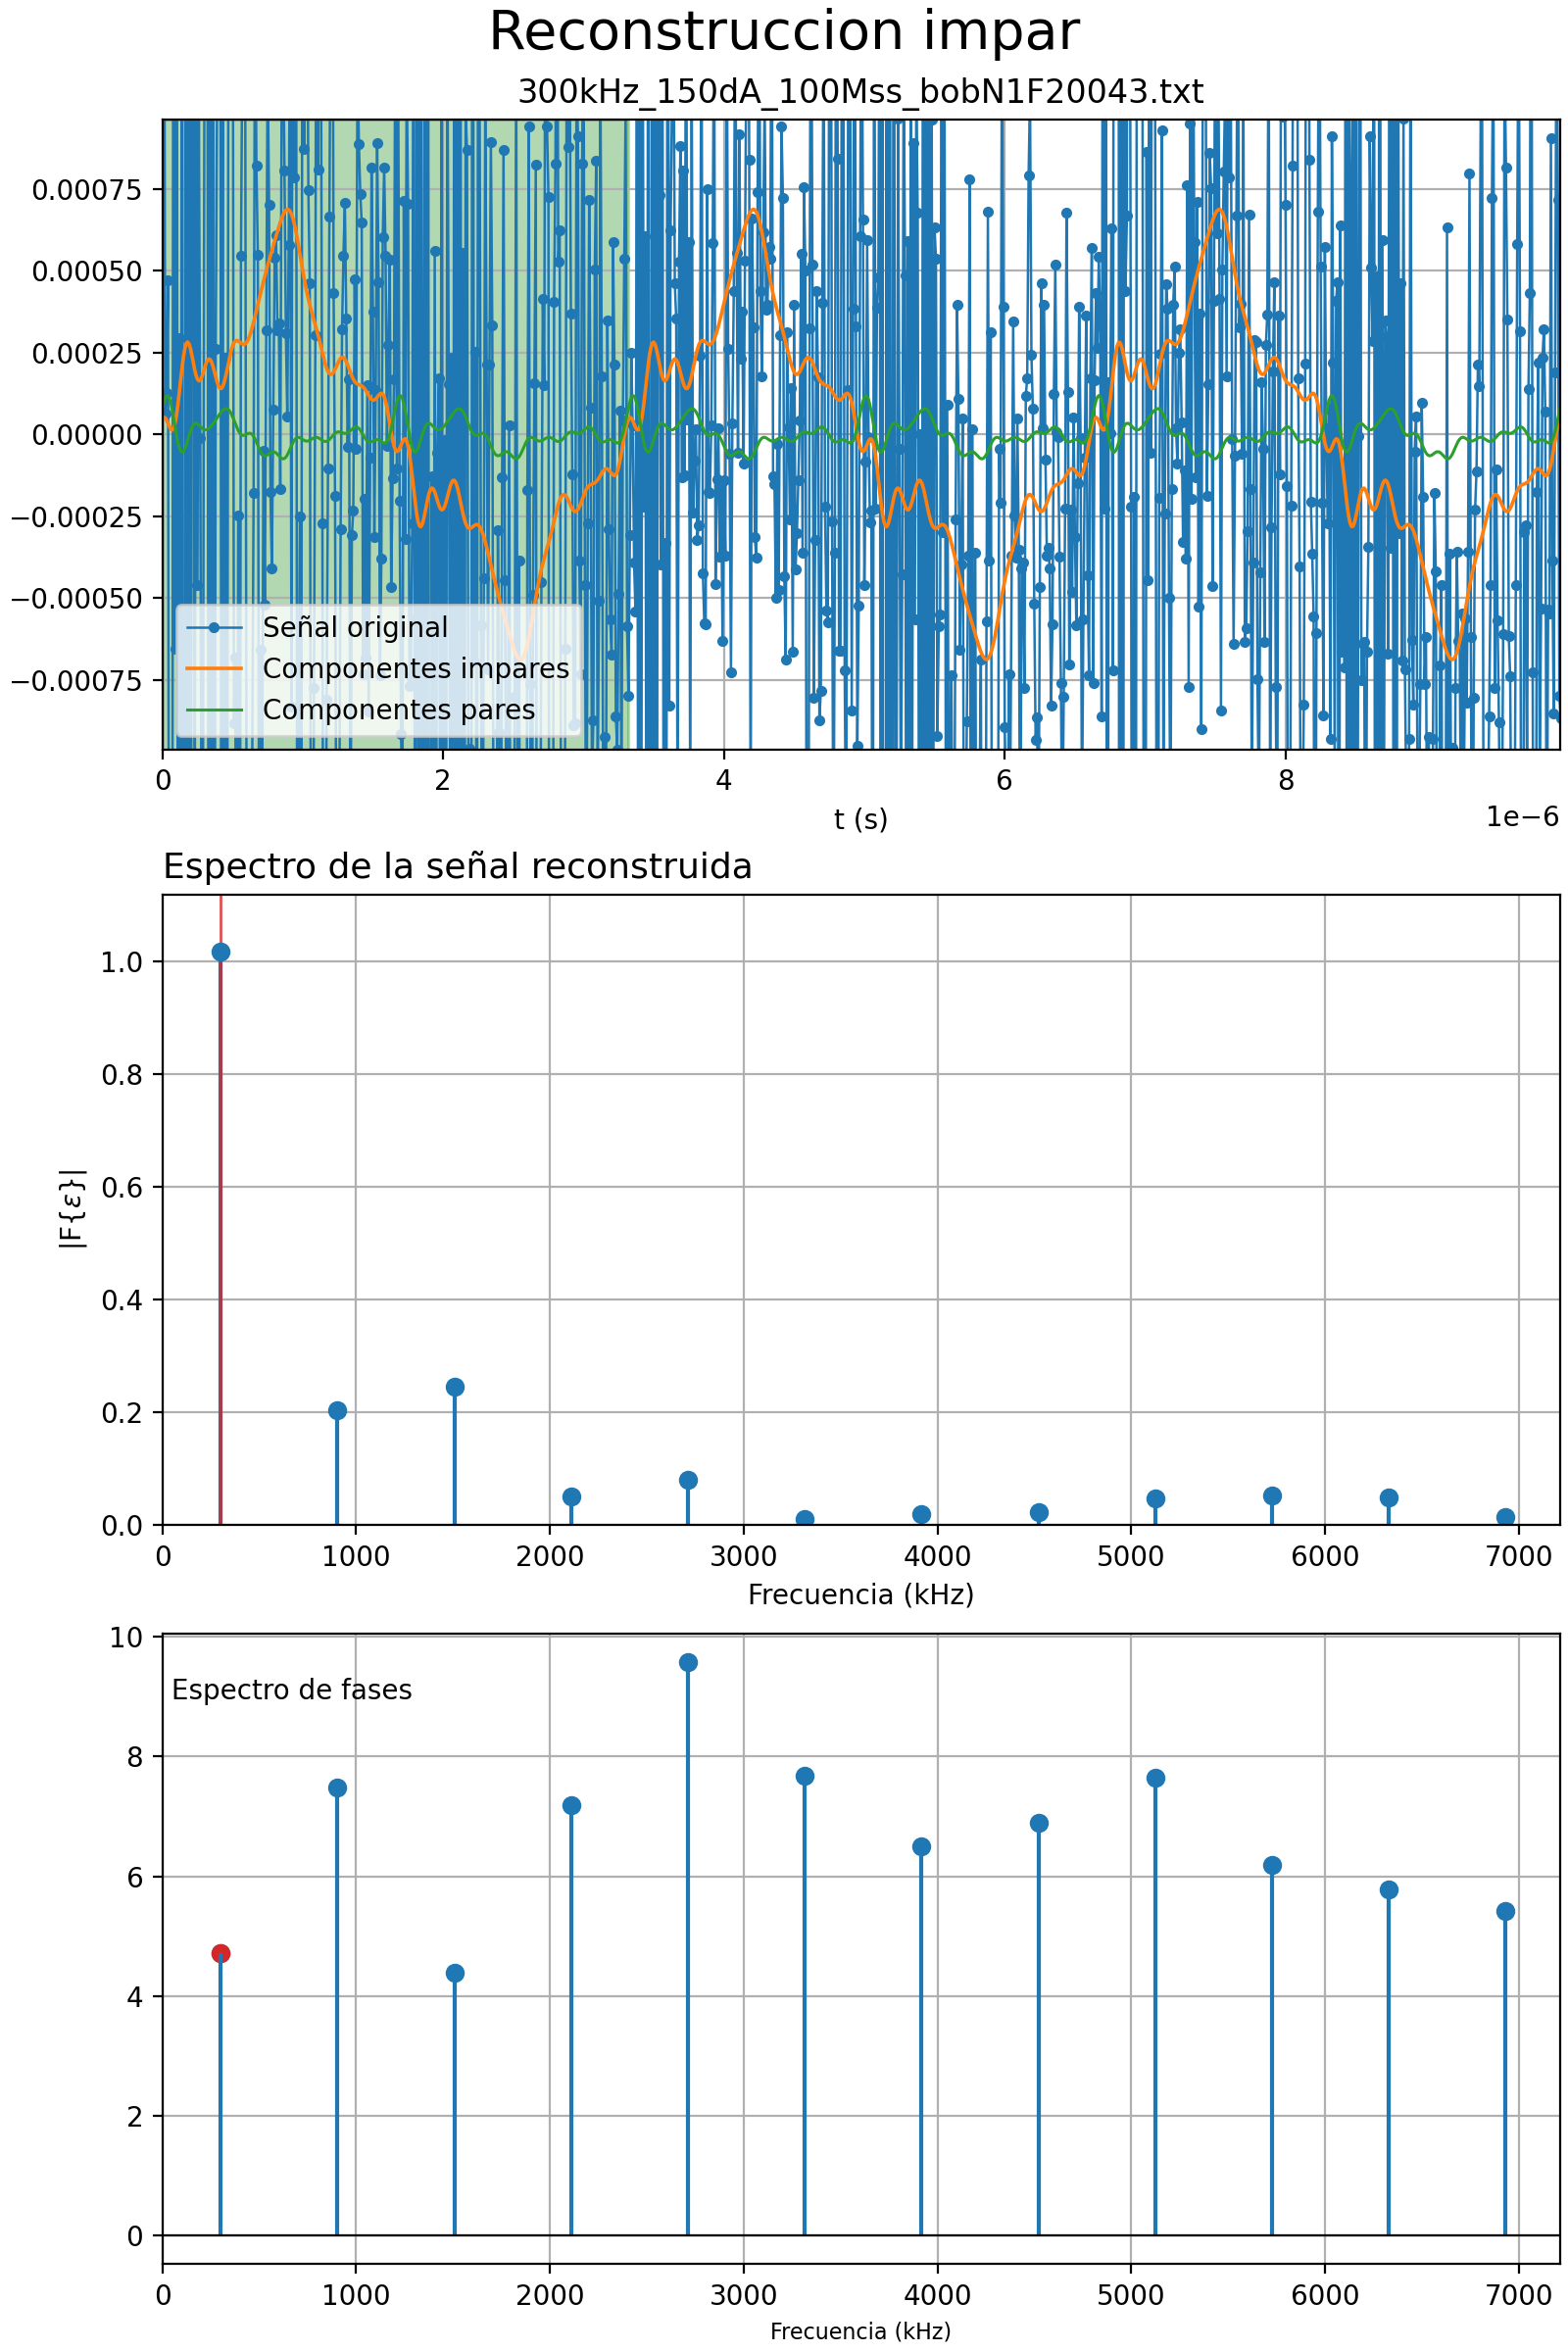 Reconstruccion impar
300kHz_150dA_100Mss_bobN1F20043.txt
0.00075
0.00050
0.00025
0.00000
−0.00025
−0.00050
−0.00075
Señal original
Componentes impares
Componentes pares
0 2 4 6 8
t (s)
1e−6
Espectro de la señal reconstruida
1.0
0.8
0.6
0.4
0.2
0.0
|F{ε}|
0 1000 2000 3000 4000 5000 6000 7000
Frecuencia (kHz)
10
8
6
4
2
0
Espectro de fases
0 1000 2000 3000 4000 5000 6000 7000
Frecuencia (kHz)